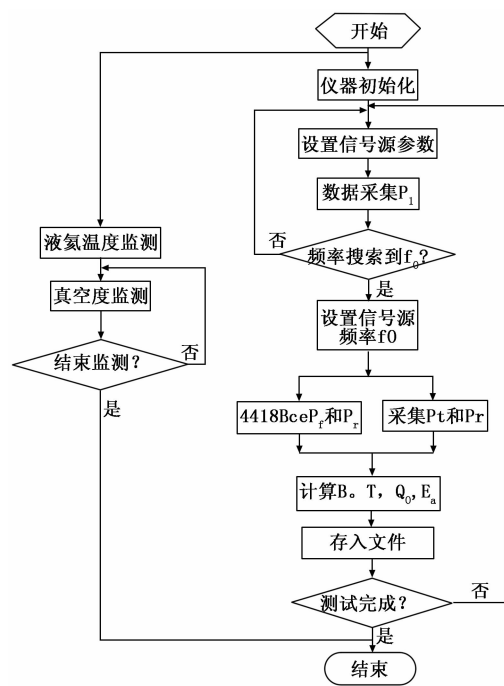 开始
仪器初始化
设置信号源参数
数据采集P₁
频率搜索到f₀?
否
是
设置信号源
频率f0
4418BcePf和Pr
采集Pt和Pr
计算B。T, Q₀,Ea
存入文件
测试完成?
否
是
结束
液氦温度监测
真空度监测
结束监测?
否
是